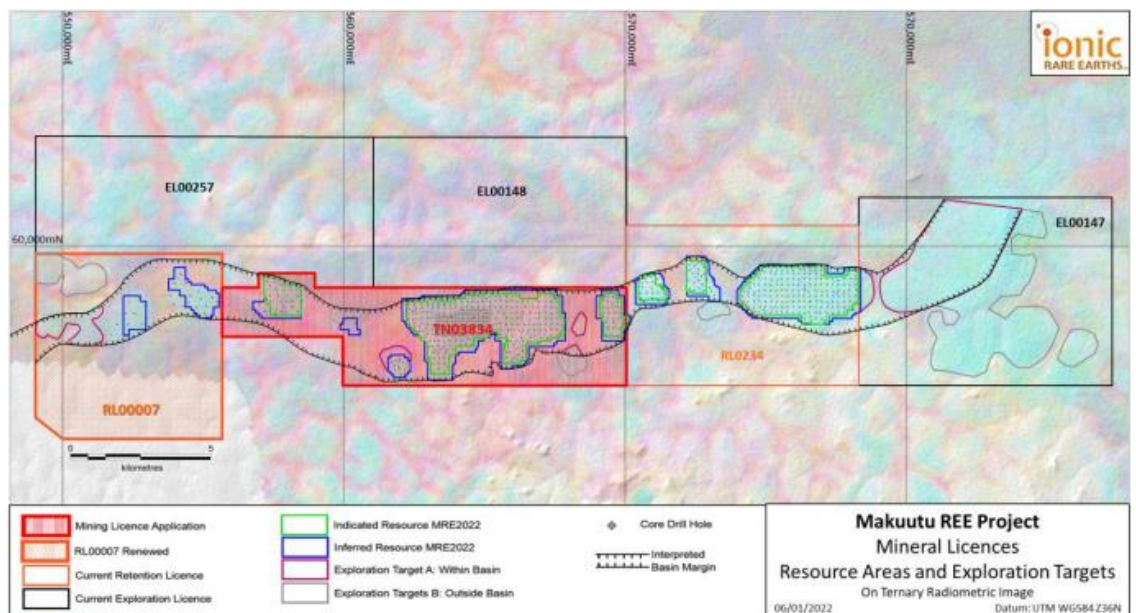 550,000mE
560,000mE
570,000mE
570,000mE
ionic
RARE EARTHS
EL00257
EL00148
EL00147
60,000mN
TN03834
RL0234
RL00007
0 5
kilometres
Mining Licence Application
RL00007 Renewed
Current Retention Licence
Current Exploration Licence
Indicated Resource MRE2022
Inferred Resource MRE2022
Exploration Target A: Within Basin
Exploration Targets B: Outside Basin
Core Drill Hole
Interpreted
Basin Margin
Makuutu REE Project
Mineral Licences
Resource Areas and Exploration Targets
On Ternary Radiometric Image
06/01/2022 Datum: UTM WGS84 Z36N